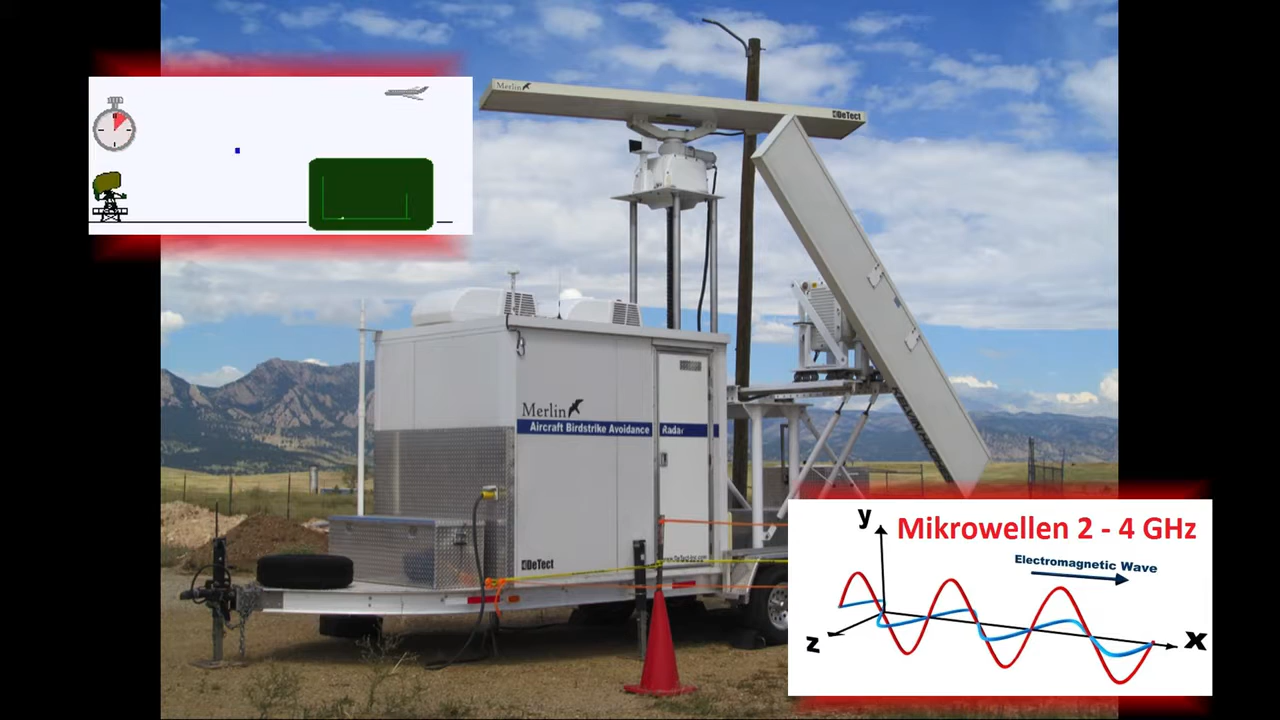 Merlin
DeTect
Merlin
Aircraft Birdstrike Avoidance Radar
DeTect
y
Mikrowellen 2 - 4 GHz
Electromagnetic Wave
z
x